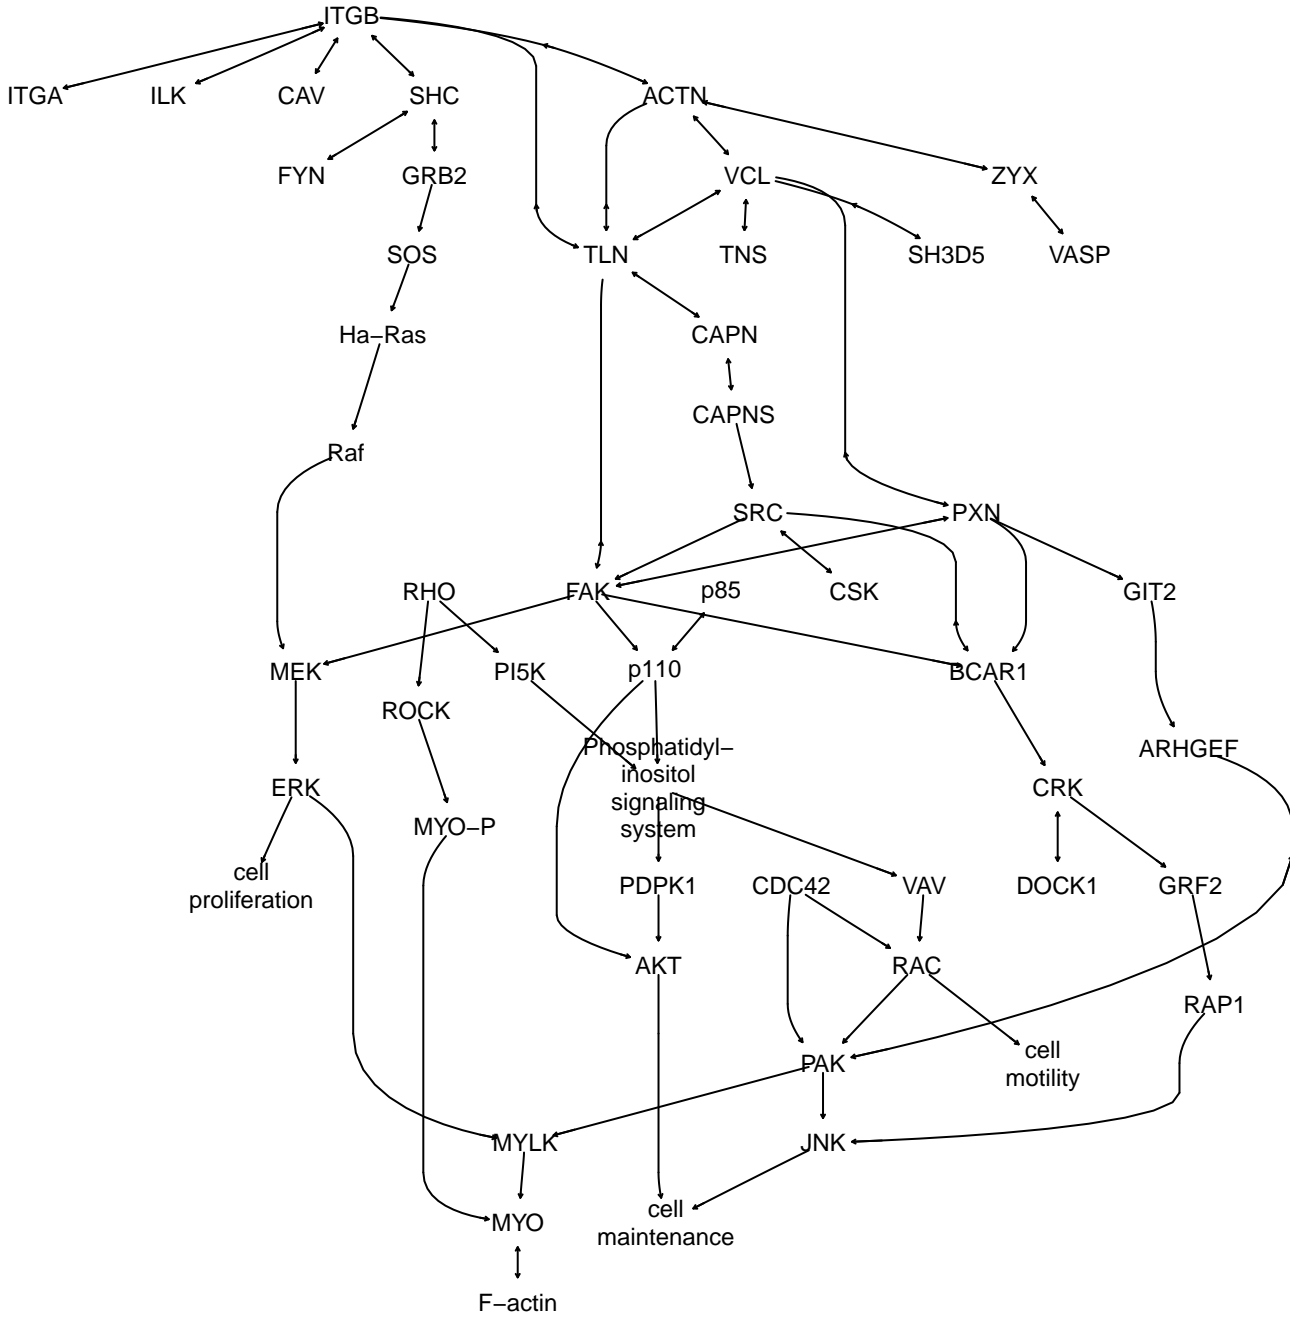 ITGB
ITGA
ILK
CAV
SHC
ACTN
FYN
GRB2
VCL
ZYX
SOS
TLN
TNS
SH3D5
VASP
Ha−Ras
CAPN
CAPNS
Raf
SRC
PXN
RHO
FAK
p85
CSK
GIT2
MEK
PI5K
p110
BCAR1
ROCK
ARHGEF
Phosphatidyl−
inositol
signaling
system
ERK
CRK
MYO−P
cell
proliferation
PDPK1
CDC42
VAV
DOCK1
GRF2
AKT
RAC
RAP1
PAK
cell
motility
MYLK
JNK
MYO
cell
maintenance
F−actin